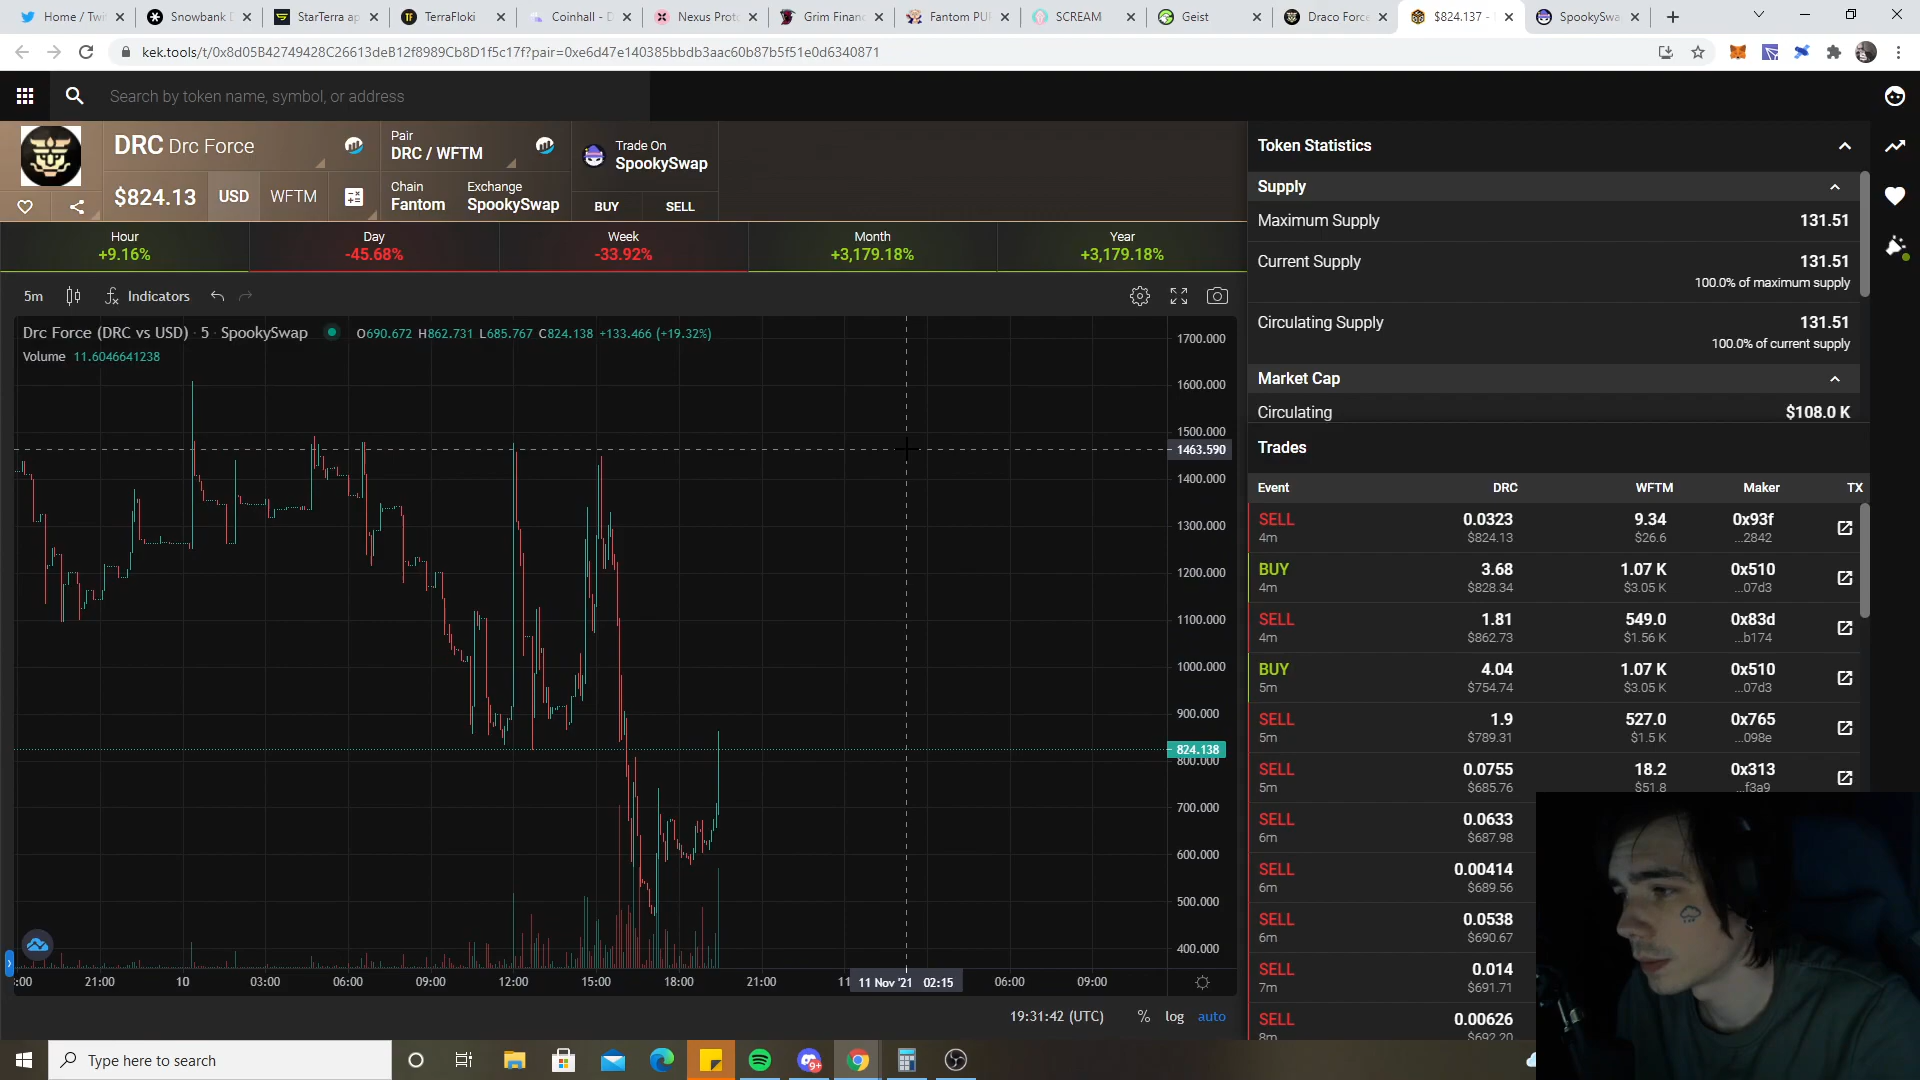 Home / Twi
Snowbank D
StarTerra ap
TerraFloki
Coinhall - D
Nexus Proto
Grim Financ
Fantom PUN
SCREAM
Geist
Draco Force
$824.137 -
SpookySwa
kek.tools/t/0x8d05B42749428C26613deB12f8989Cb8D1f5c17f?pair=0xe6d47e140385bbdb3aac60b87b5f51e0d6340871
Search by token name, symbol, or address
DRC Drc Force
Pair
DRC / WFTM
Trade On
SpookySwap
$824.13
USD
WFTM
Chain
Fantom
Exchange
SpookySwap
BUY
SELL
Hour
+9.16%
Day
-45.68%
Week
-33.92%
Month
+3,179.18%
Year
+3,179.18%
5m
Indicators
Drc Force (DRC vs USD) · 5 · SpookySwap
O690.672 H862.731 L685.767 C824.138 +133.466 (+19.32%)
Volume 11.6046641238
1700.000
1600.000
1500.000
1463.590
1400.000
1300.000
1200.000
1100.000
1000.000
900.000
824.138
800.000
700.000
600.000
500.000
400.000
:00
21:00
10
03:00
06:00
09:00
12:00
15:00
18:00
21:00
11
11 Nov '21 02:15
06:00
09:00
19:31:42 (UTC)
%
log
auto
Token Statistics
Supply
Maximum Supply 131.51
Current Supply 131.51
100.0% of maximum supply
Circulating Supply 131.51
100.0% of current supply
Market Cap
Circulating $108.0 K
Trades
Event DRC WFTM Maker TX
SELL 0.0323 9.34 0x93f
4m $824.13 $26.6 ...2842
BUY 3.68 1.07 K 0x510
4m $828.34 $3.05 K ...07d3
SELL 1.81 549.0 0x83d
4m $862.73 $1.56 K ...b174
BUY 4.04 1.07 K 0x510
5m $754.74 $3.05 K ...07d3
SELL 1.9 527.0 0x765
5m $789.31 $1.5 K ...098e
SELL 0.0755 18.2 0x313
5m $685.76 $51.8 ...f3a9
SELL 0.0633
6m $687.98
SELL 0.00414
6m $689.56
SELL 0.0538
6m $690.67
SELL 0.014
7m $691.71
SELL 0.00626
8m $692.20
Type here to search
9+